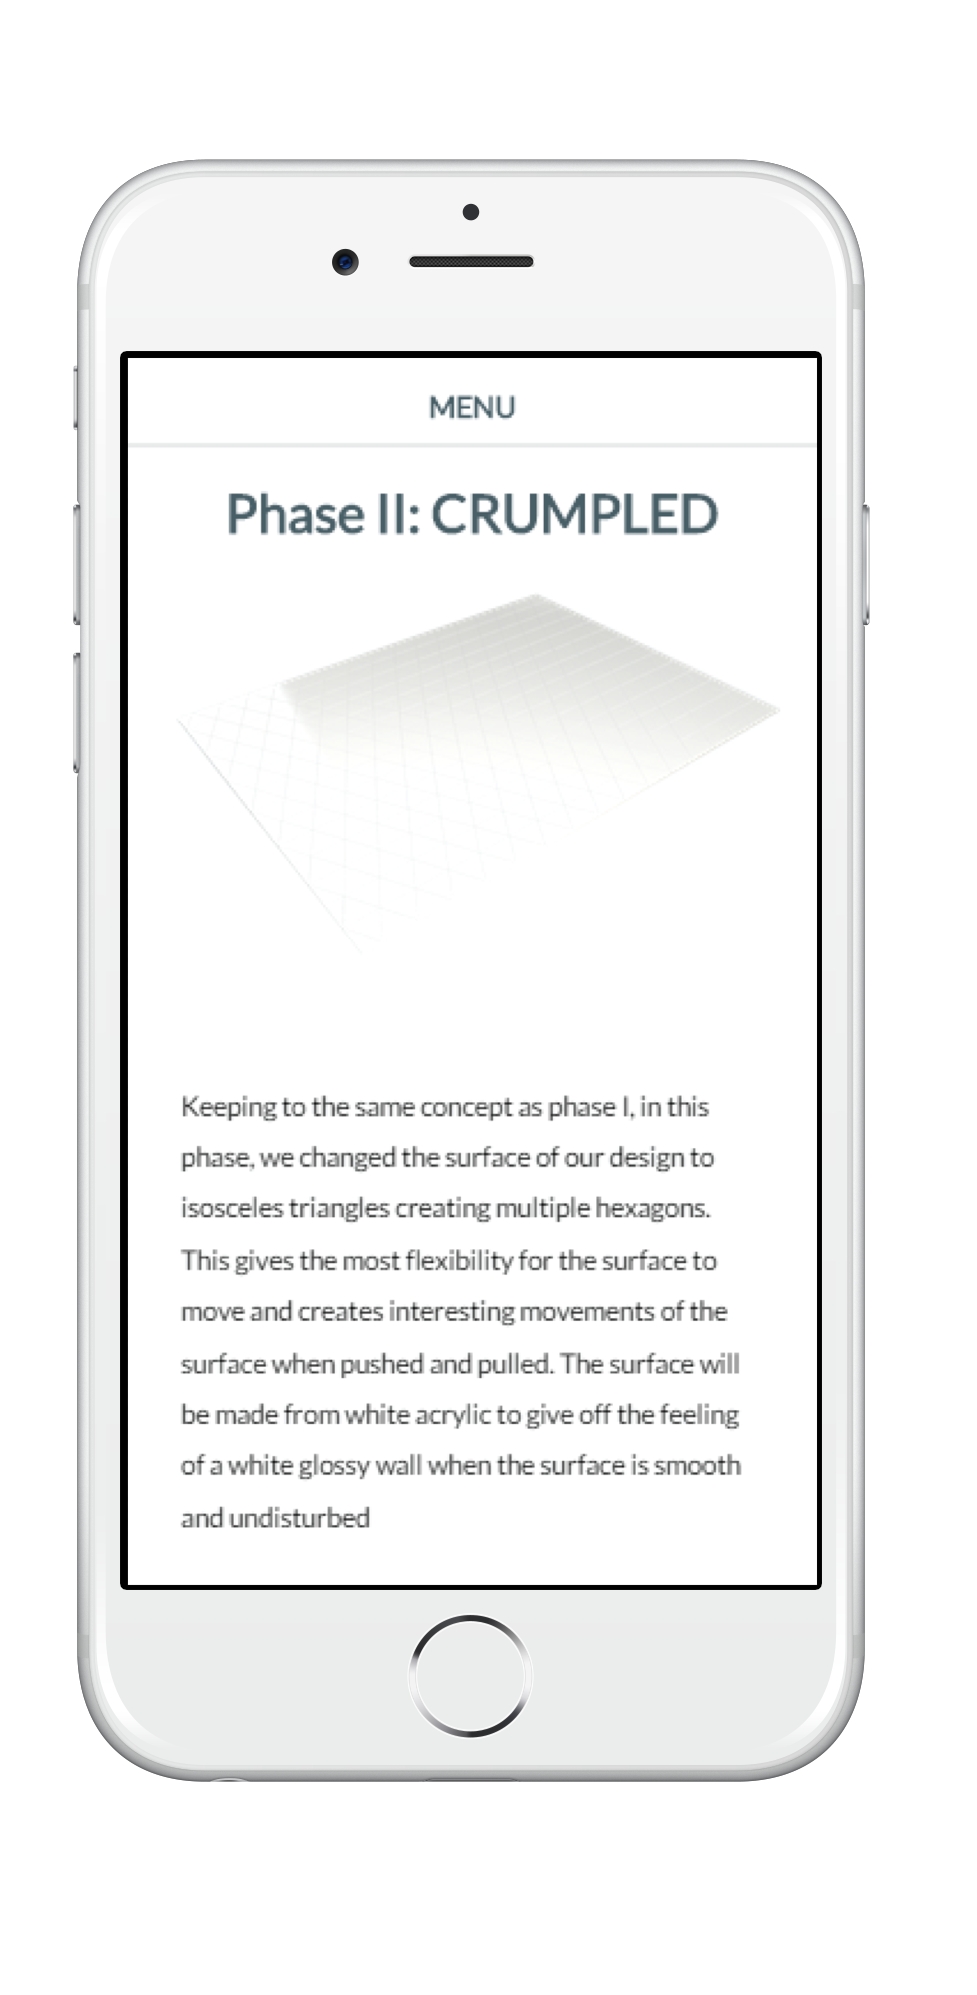 MENU
Phase II: CRUMPLED
Keeping to the same concept as phase I, in this
phase, we changed the surface of our design to
isosceles triangles creating multiple hexagons.
This gives the most flexibility for the surface to
move and creates interesting movements of the
surface when pushed and pulled. The surface will
be made from white acrylic to give off the feeling
of a white glossy wall when the surface is smooth
and undisturbed